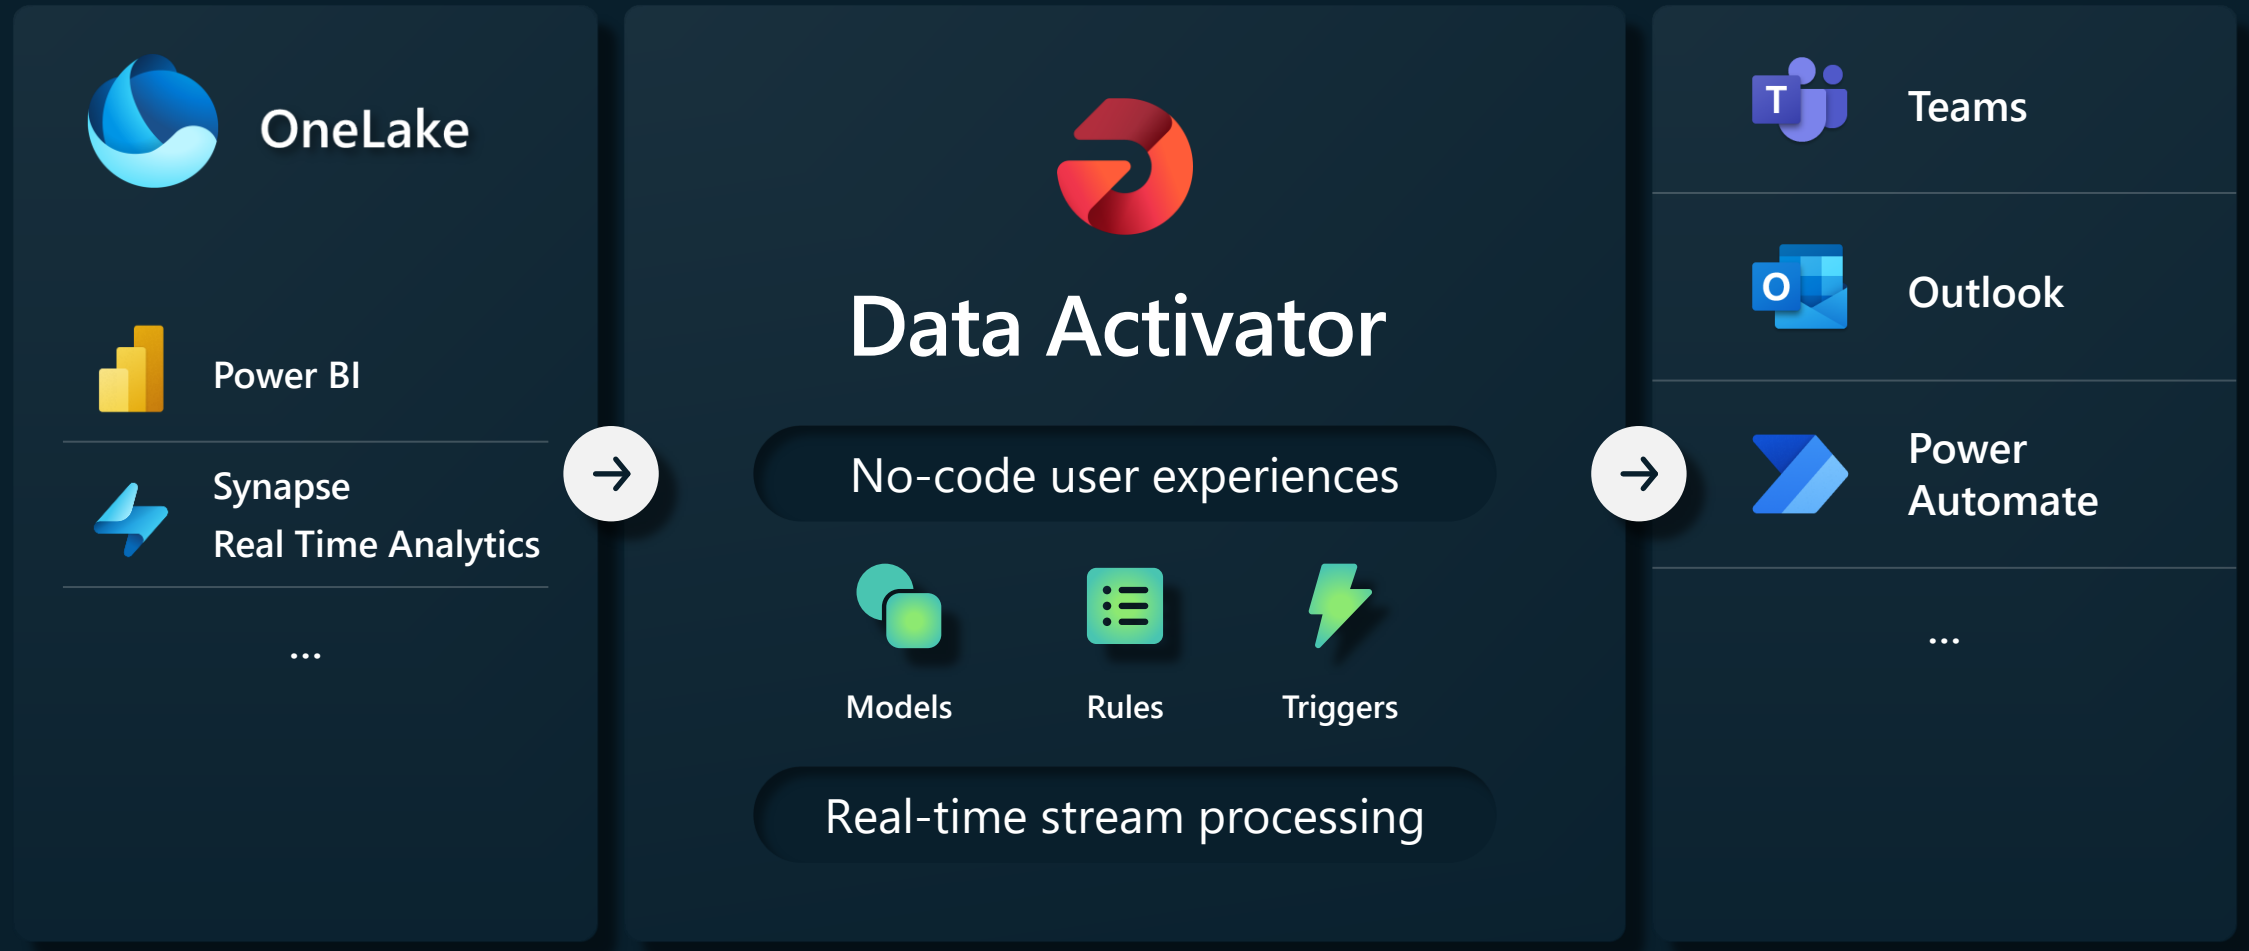 OneLake
Power BI
Synapse
Real Time Analytics
...
Data Activator
No-code user experiences
Models
Rules
Triggers
Real-time stream processing
T
Teams
O
Outlook
Power
Automate
...